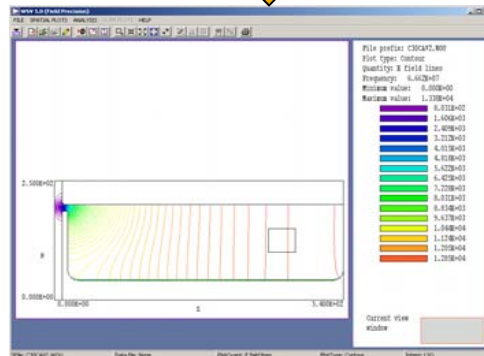 WSV 5.0 (Field Precision)
FILE SPATIAL PLOTS ANALYSIS HELP
File prefix: C3DCAVZ.WOU
Plot type: Contour
Quantity: E field lines
Frequency: 6.662E+07
Minimum value: 0.000E+00
Maximum value: 1.330E+04
8.031E+02
1.606E+03
2.409E+03
3.212E+03
4.015E+03
4.818E+03
5.622E+03
6.425E+03
7.228E+03
8.031E+03
8.834E+03
9.637E+03
1.044E+04
1.124E+04
1.205E+04
1.285E+04
2.500E+02
0.000E+00
0.000E+00
Z
5.400E+02
Current view
window